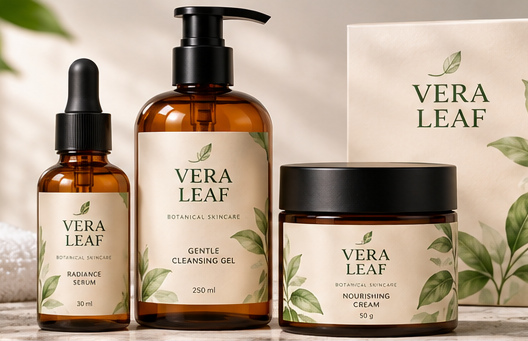 VERA
LEAF
BOTANICAL SKINCARE
RADIANCE
SERUM
30 ml
VERA
LEAF
BOTANICAL SKINCARE
GENTLE
CLEANSING GEL
250 ml
VERA
LEAF
BOTANICAL SKINCARE
NOURISHING
CREAM
50 g
VERA
LEAF